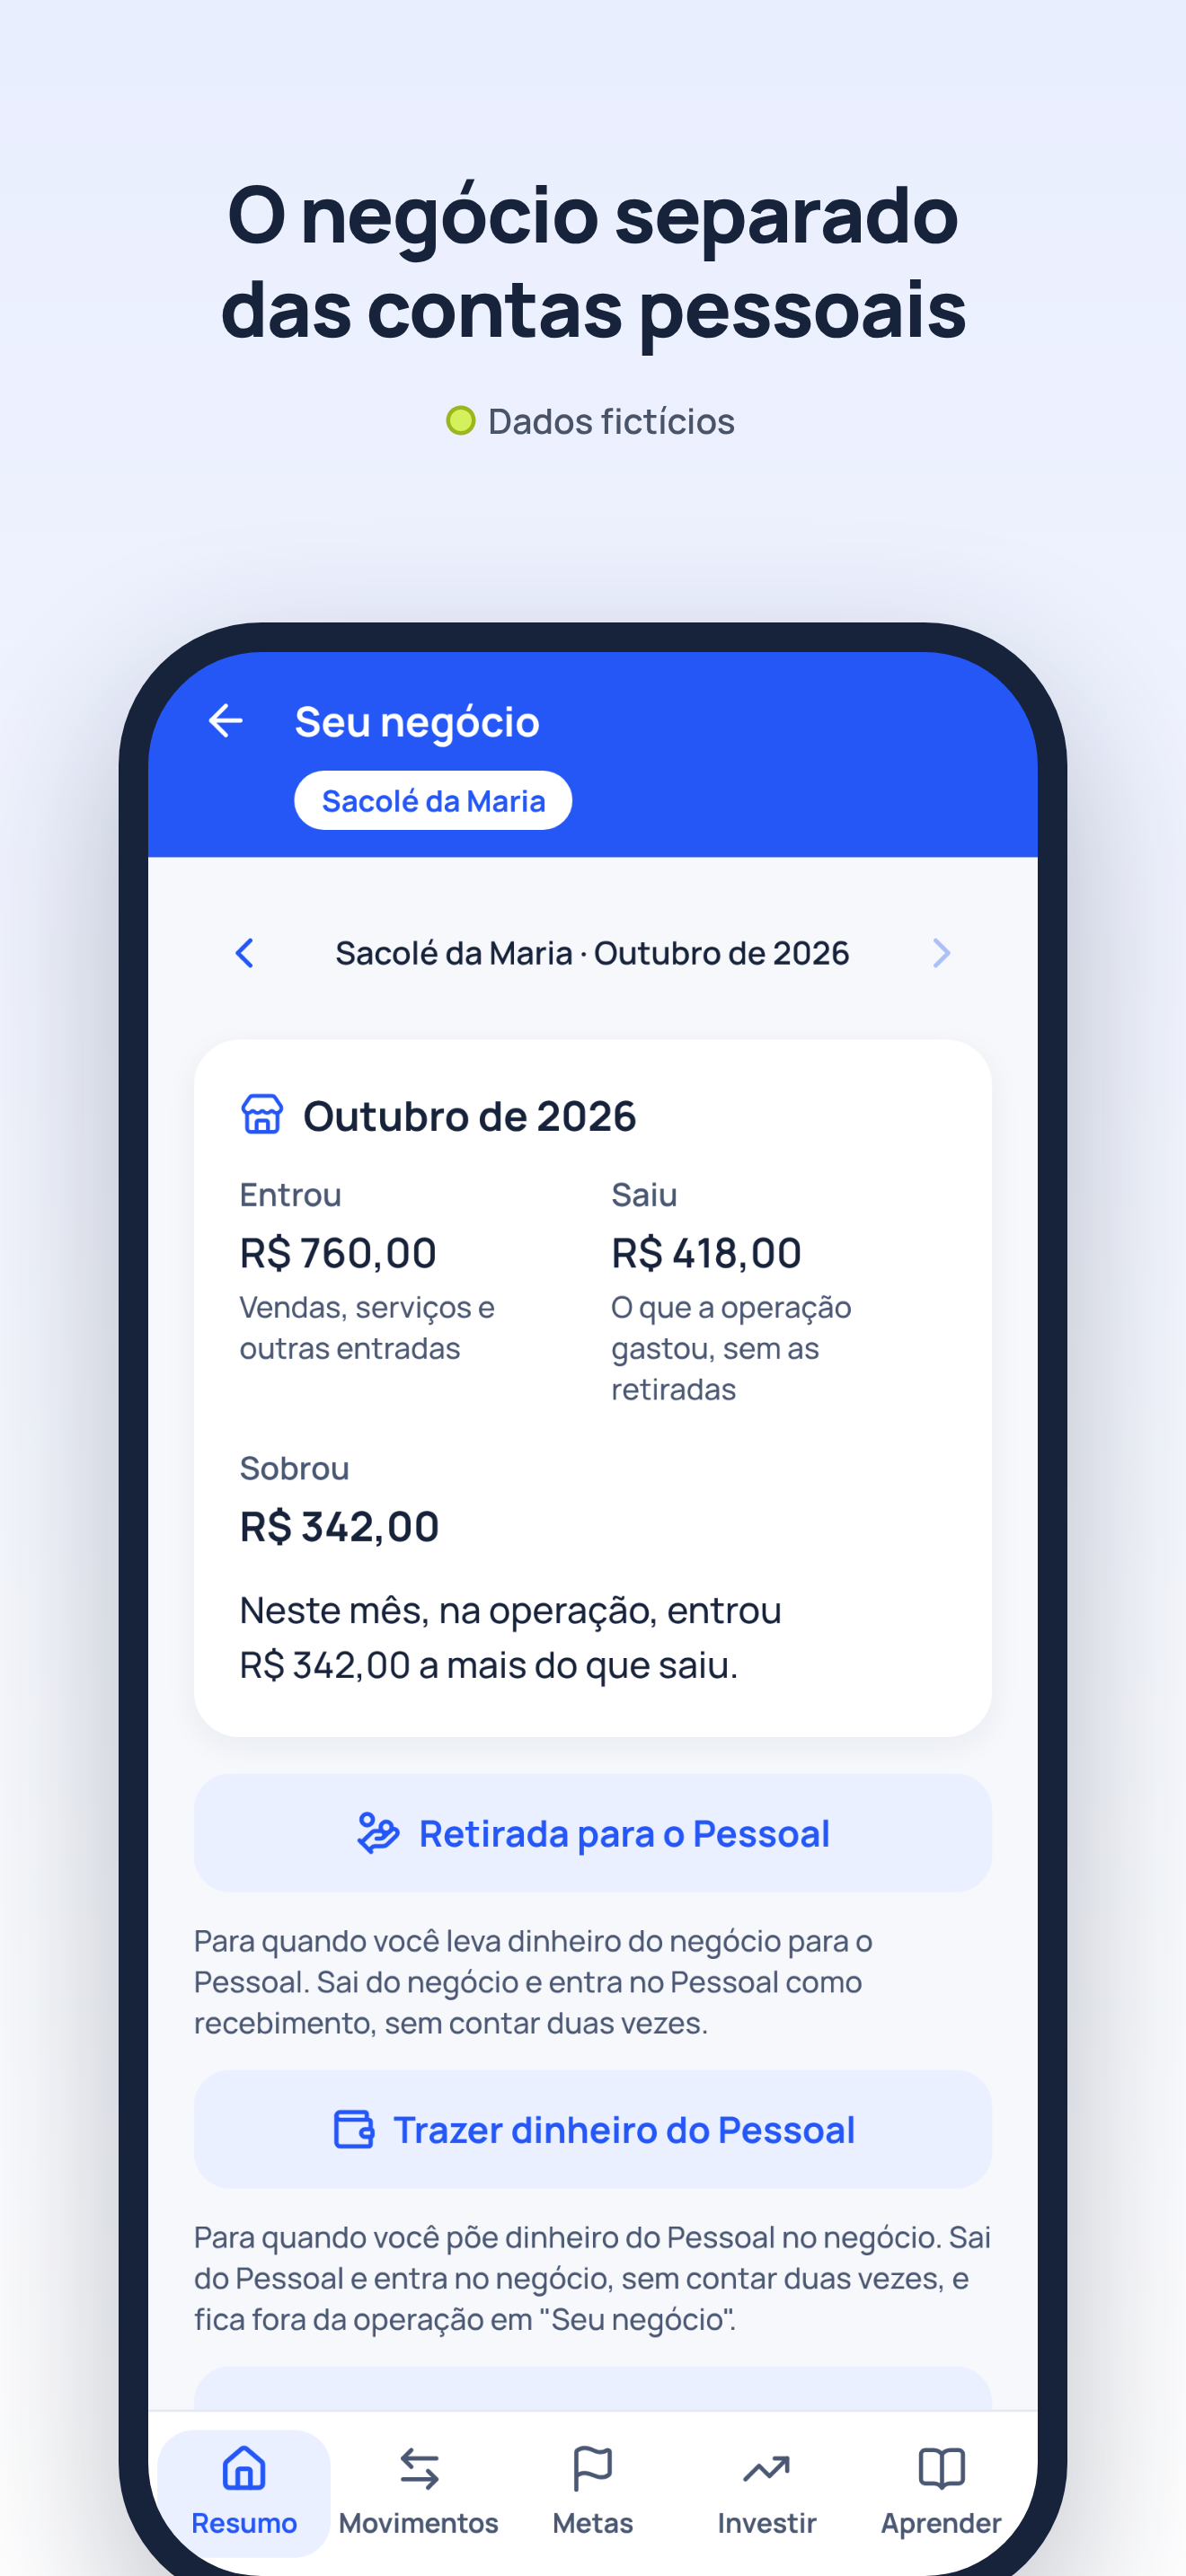 O negócio separado
das contas pessoais
Dados fictícios
Seu negócio
Sacolé da Maria
Sacolé da Maria · Outubro de 2026
Outubro de 2026
Entrou
R$ 760,00
Vendas, serviços e
outras entradas
Saiu
R$ 418,00
O que a operação
gastou, sem as
retiradas
Sobrou
R$ 342,00
Neste mês, na operação, entrou
R$ 342,00 a mais do que saiu.
Retirada para o Pessoal
Para quando você leva dinheiro do negócio para o
Pessoal. Sai do negócio e entra no Pessoal como
recebimento, sem contar duas vezes.
Trazer dinheiro do Pessoal
Para quando você põe dinheiro do Pessoal no negócio. Sai
do Pessoal e entra no negócio, sem contar duas vezes, e
fica fora da operação em "Seu negócio".
Resumo
Movimentos
Metas
Investir
Aprender